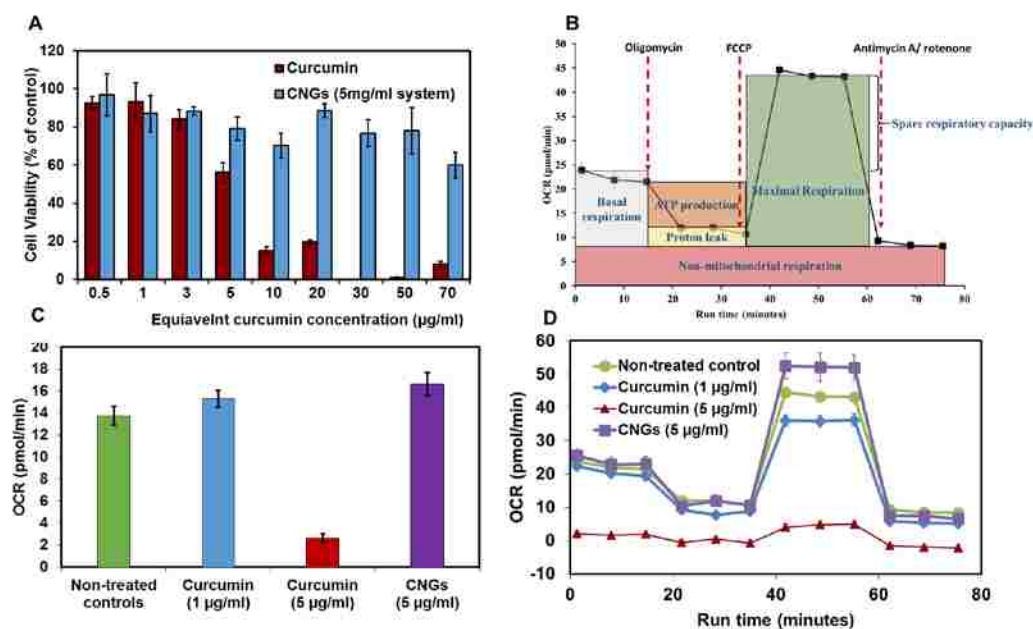 A
Cell Viability (% of control)
120
100
80
60
40
20
0
Curcumin
CNGs (5mg/ml system)
0.5 1 3 5 10 20 30 50 70
Equiavelnt curcumin concentration (µg/ml)
B
OCR (pmol/min)
50
45
40
35
30
25
20
15
10
5
0
Oligomycin
FCCP
Antimycin A/ rotenone
Spare respiratory capacity
Maximal Respiration
Basal
respiration
ATP production
Proton leak
Non-mitochondrial respiration
0 10 20 30 40 50 60 70 80
Run time (minutes)
C
OCR (pmol/min)
20
18
16
14
12
10
8
6
4
2
0
Non-treated
controls
Curcumin
(1 µg/ml)
Curcumin
(5 µg/ml)
CNGs
(5 µg/ml)
D
OCR (pmol/min)
60
50
40
30
20
10
0
-10
Non-treated control
Curcumin (1 µg/ml)
Curcumin (5 µg/ml)
CNGs (5 µg/ml)
0 20 40 60 80
Run time (minutes)